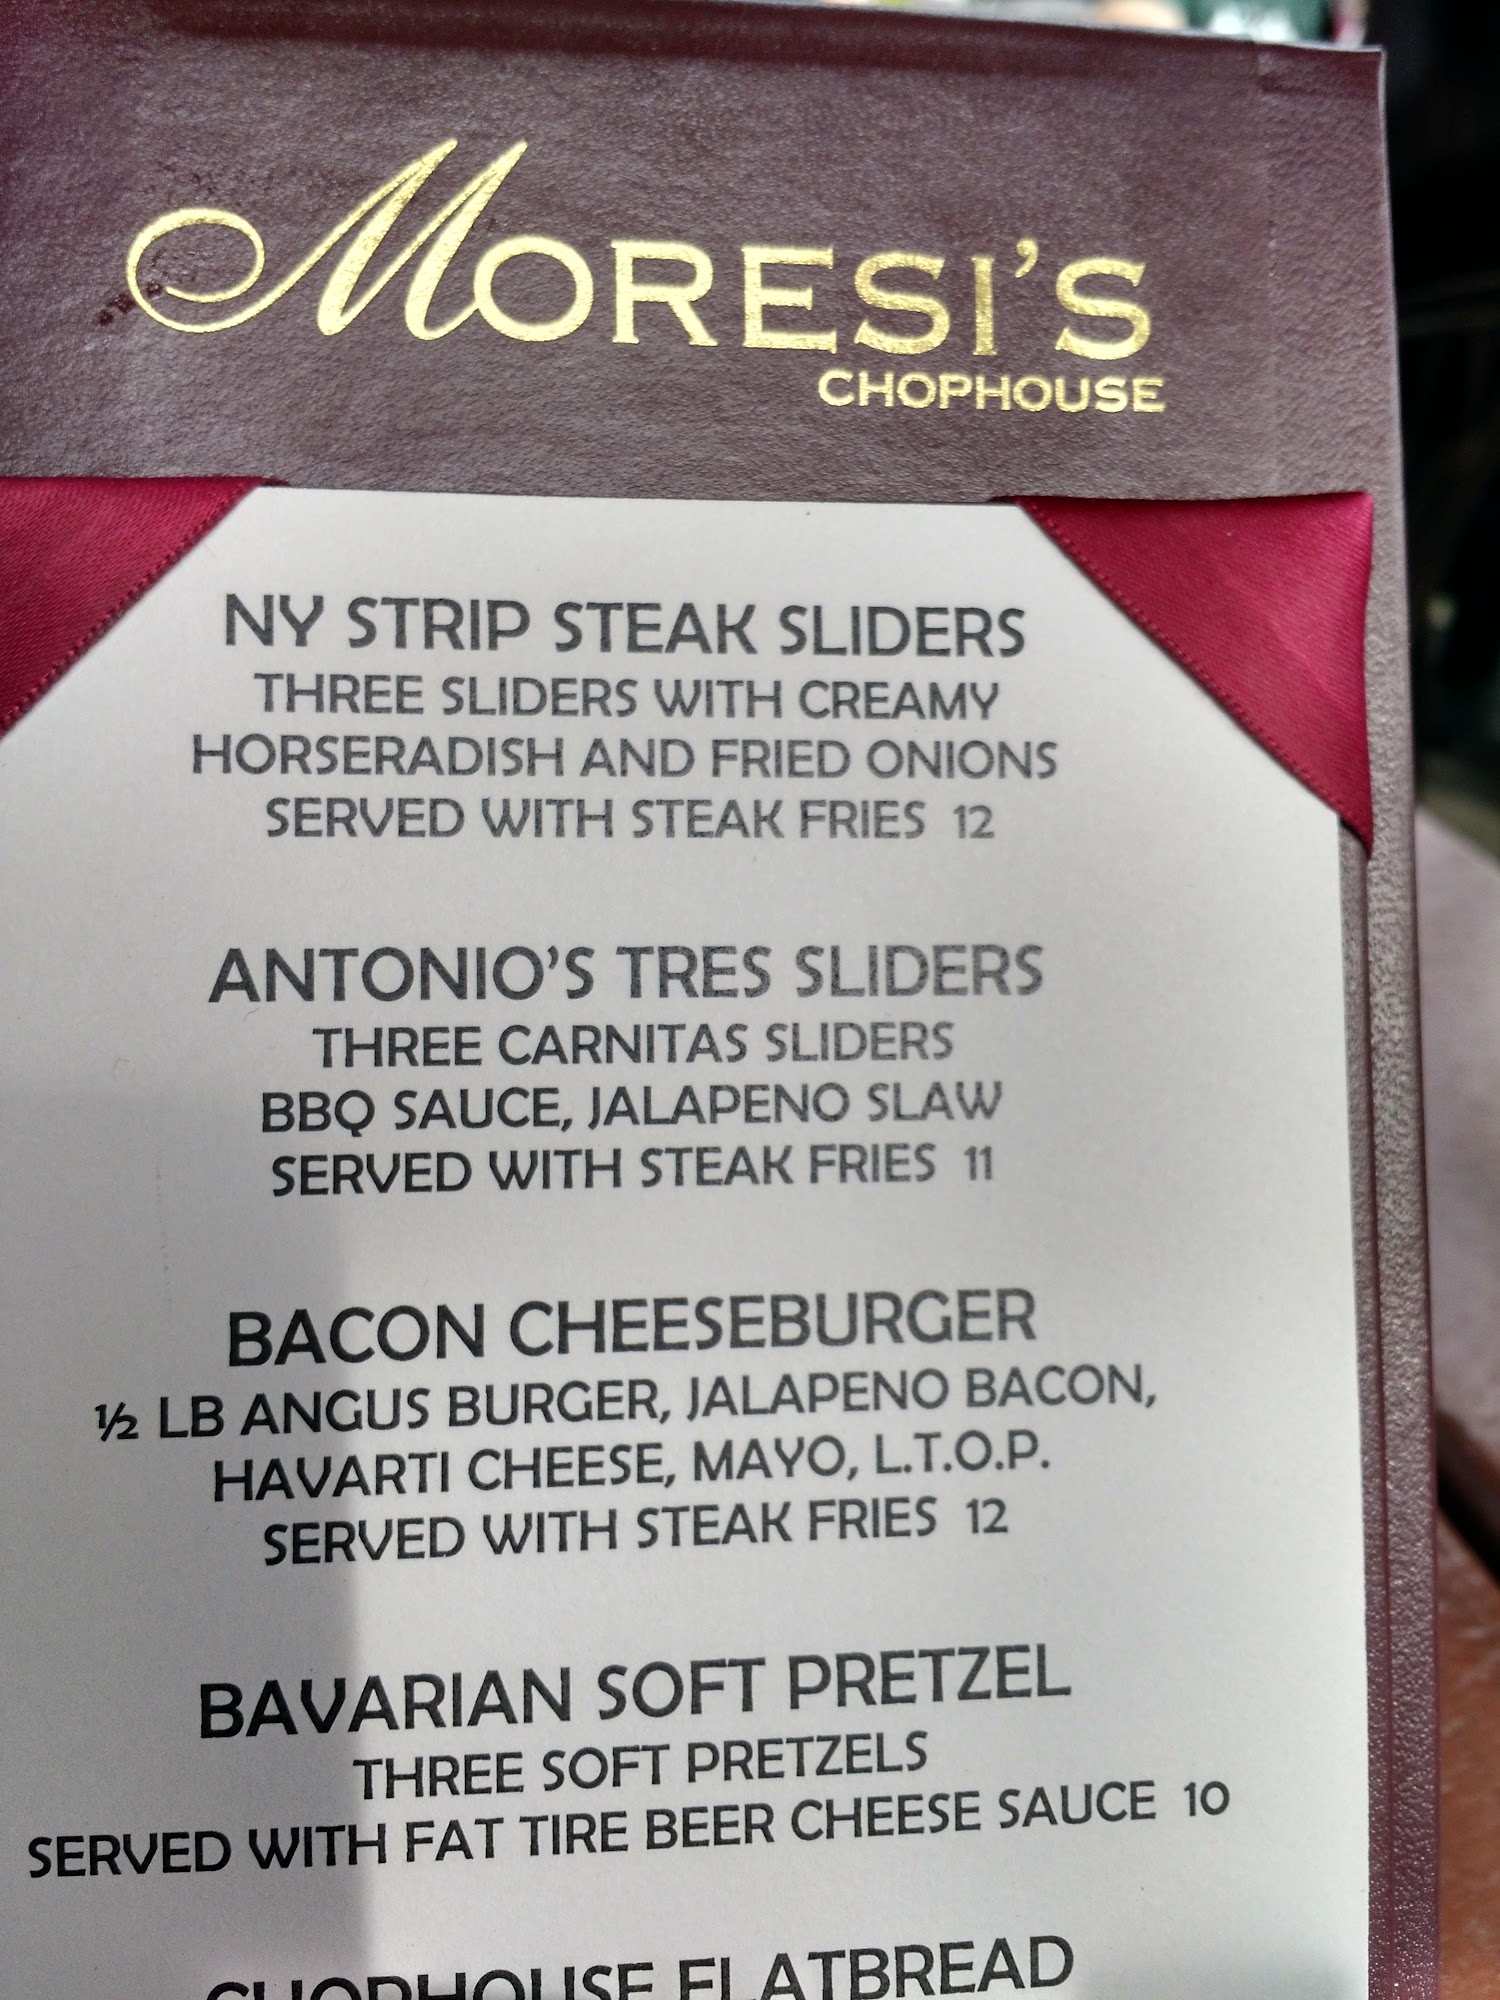 MORESI'S
CHOPHOUSE
NY STRIP STEAK SLIDERS
THREE SLIDERS WITH CREAMY
HORSERADISH AND FRIED ONIONS
SERVED WITH STEAK FRIES 12
ANTONIO'S TRES SLIDERS
THREE CARNITAS SLIDERS
BBQ SAUCE, JALAPENO SLAW
SERVED WITH STEAK FRIES 11
BACON CHEESEBURGER
½ LB ANGUS BURGER, JALAPENO BACON,
HAVARTI CHEESE, MAYO, L.T.O.P.
SERVED WITH STEAK FRIES 12
BAVARIAN SOFT PRETZEL
THREE SOFT PRETZELS
SERVED WITH FAT TIRE BEER CHEESE SAUCE 10
CHOPHOUSE FLATBREAD